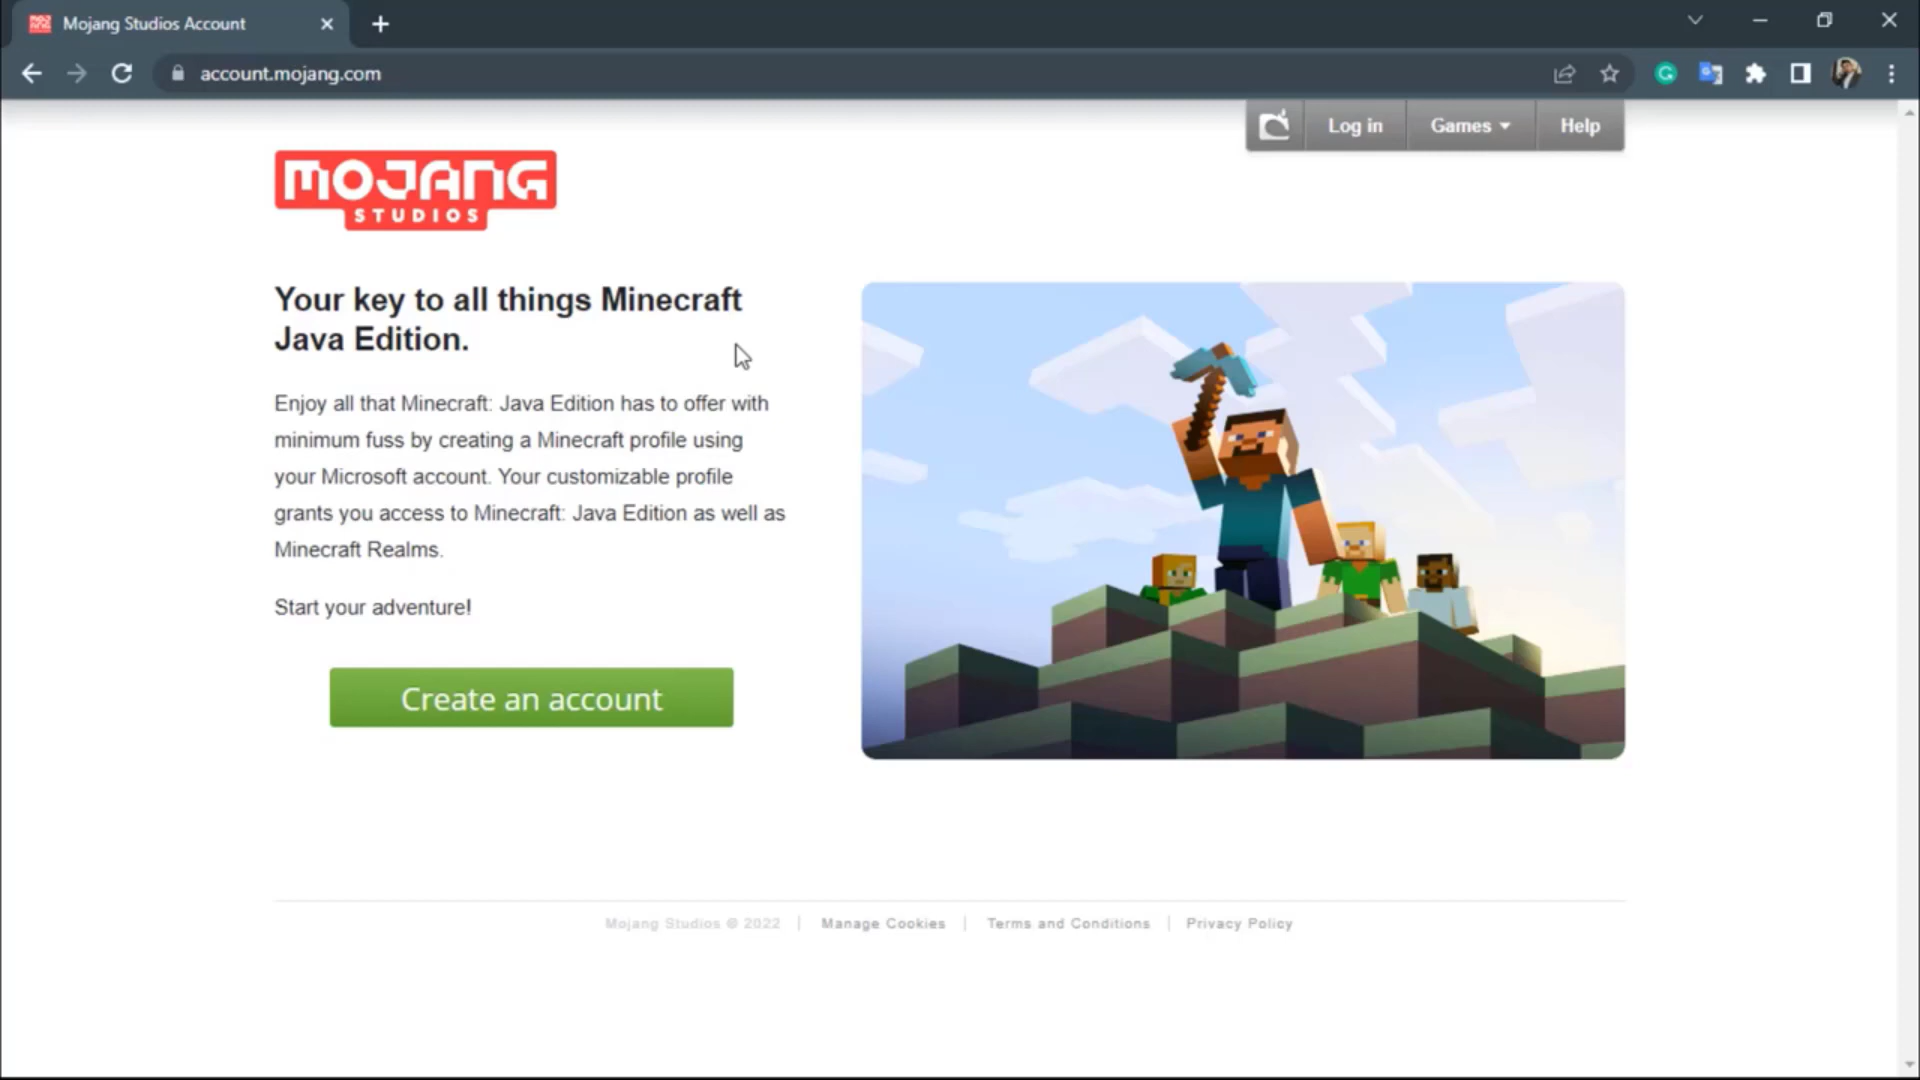 Mojang Studios Account
account.mojang.com
Log in
Games
Help
MOJANG
STUDIOS
Your key to all things Minecraft
Java Edition.
Enjoy all that Minecraft: Java Edition has to offer with
minimum fuss by creating a Minecraft profile using
your Microsoft account. Your customizable profile
grants you access to Minecraft: Java Edition as well as
Minecraft Realms.
Start your adventure!
Create an account
Mojang Studios © 2022 | Manage Cookies | Terms and Conditions | Privacy Policy